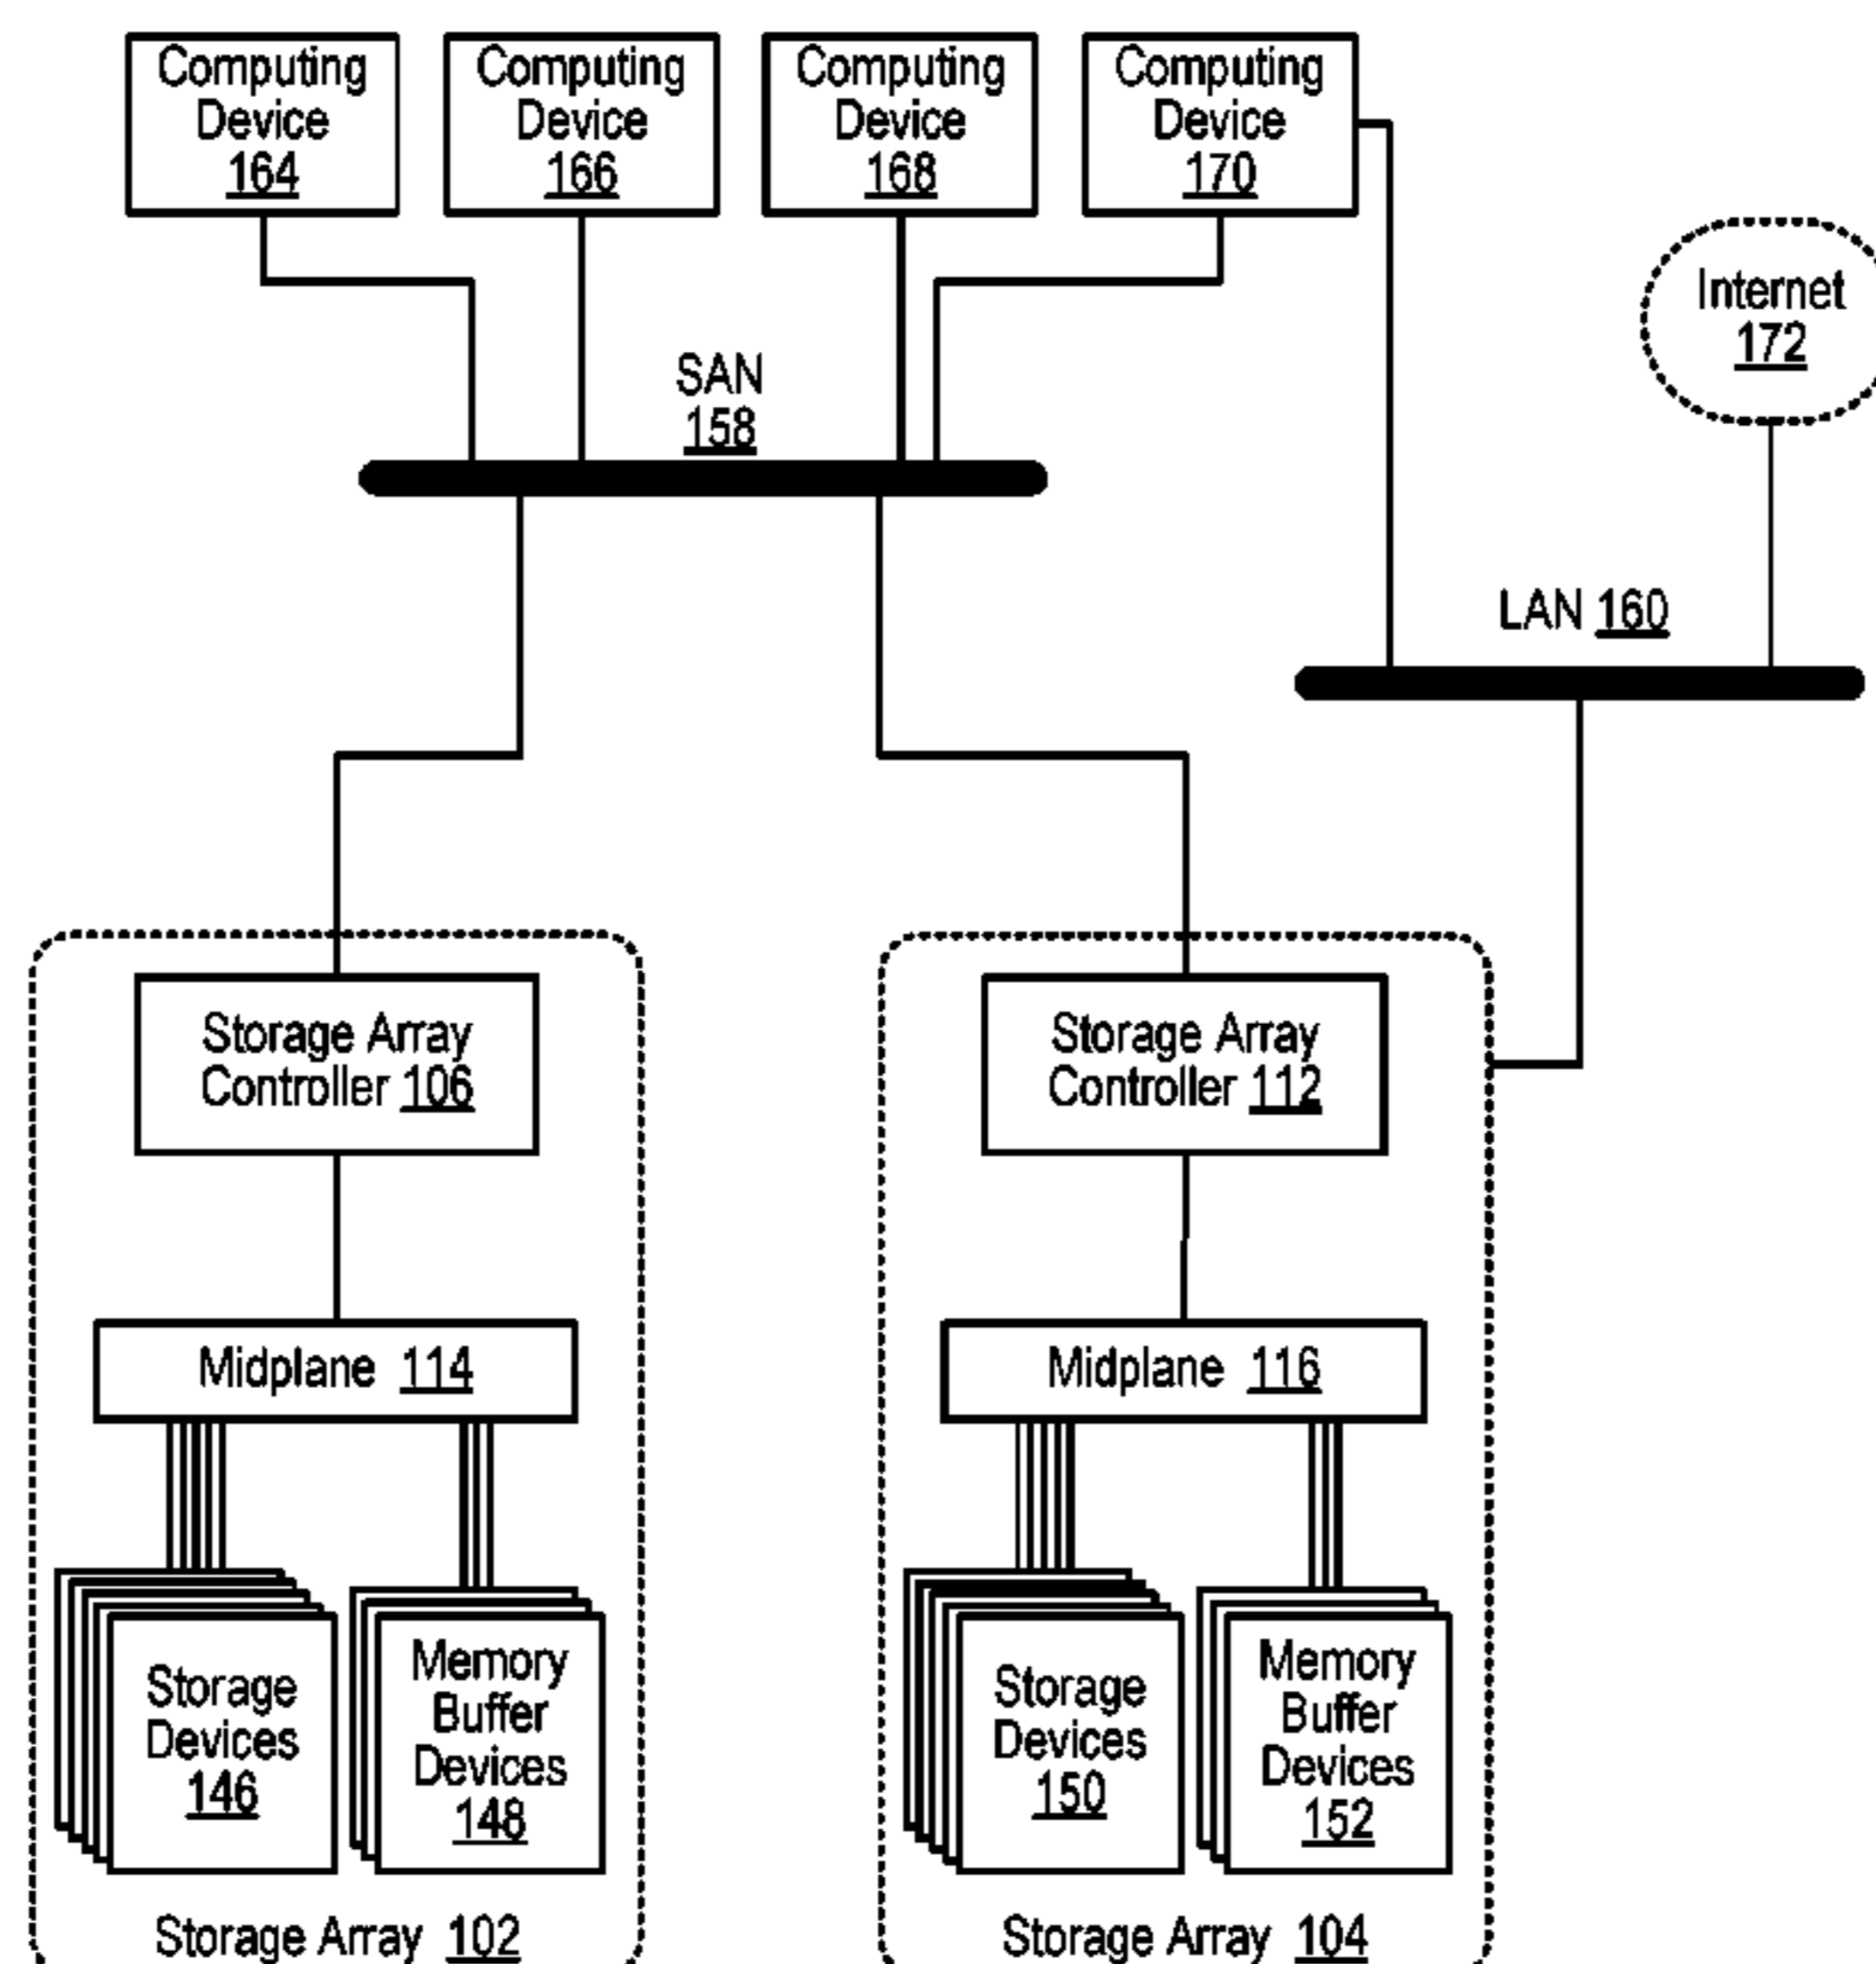 Computing
Device
164
Computing
Device
166
Computing
Device
168
Computing
Device
170
Internet
172
SAN
158
LAN 160
Storage Array
Controller 106
Storage Array
Controller 112
Midplane 114
Midplane 116
Storage
Devices
146
Memory
Buffer
Devices
148
Storage
Devices
150
Memory
Buffer
Devices
152
Storage Array 102
Storage Array 104